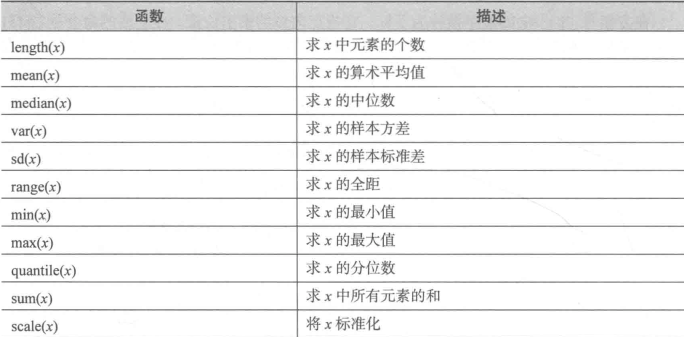 函数 描述
length(x) 求 x 中元素的个数
mean(x) 求 x 的算术平均值
median(x) 求 x 的中位数
var(x) 求 x 的样本方差
sd(x) 求 x 的样本标准差
range(x) 求 x 的全距
min(x) 求 x 的最小值
max(x) 求 x 的最大值
quantile(x) 求 x 的分位数
sum(x) 求 x 中所有元素的和
scale(x) 将 x 标准化